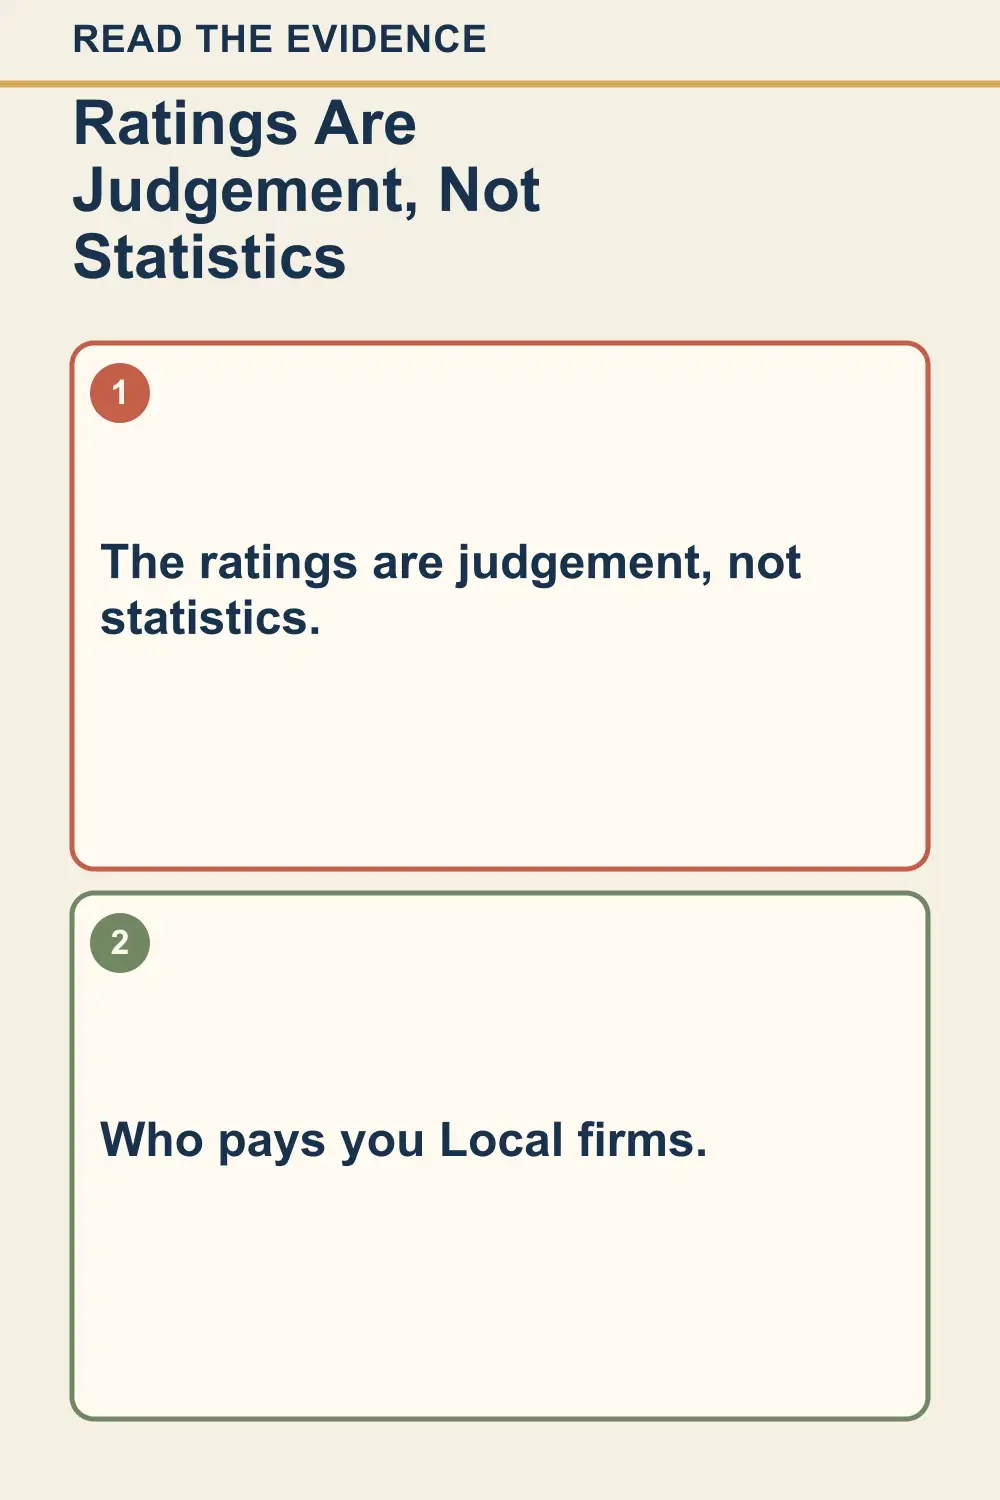 READ THE EVIDENCE
Ratings Are
Judgement, Not
Statistics
1
The ratings are judgement, not
statistics.
2
Who pays you Local firms.